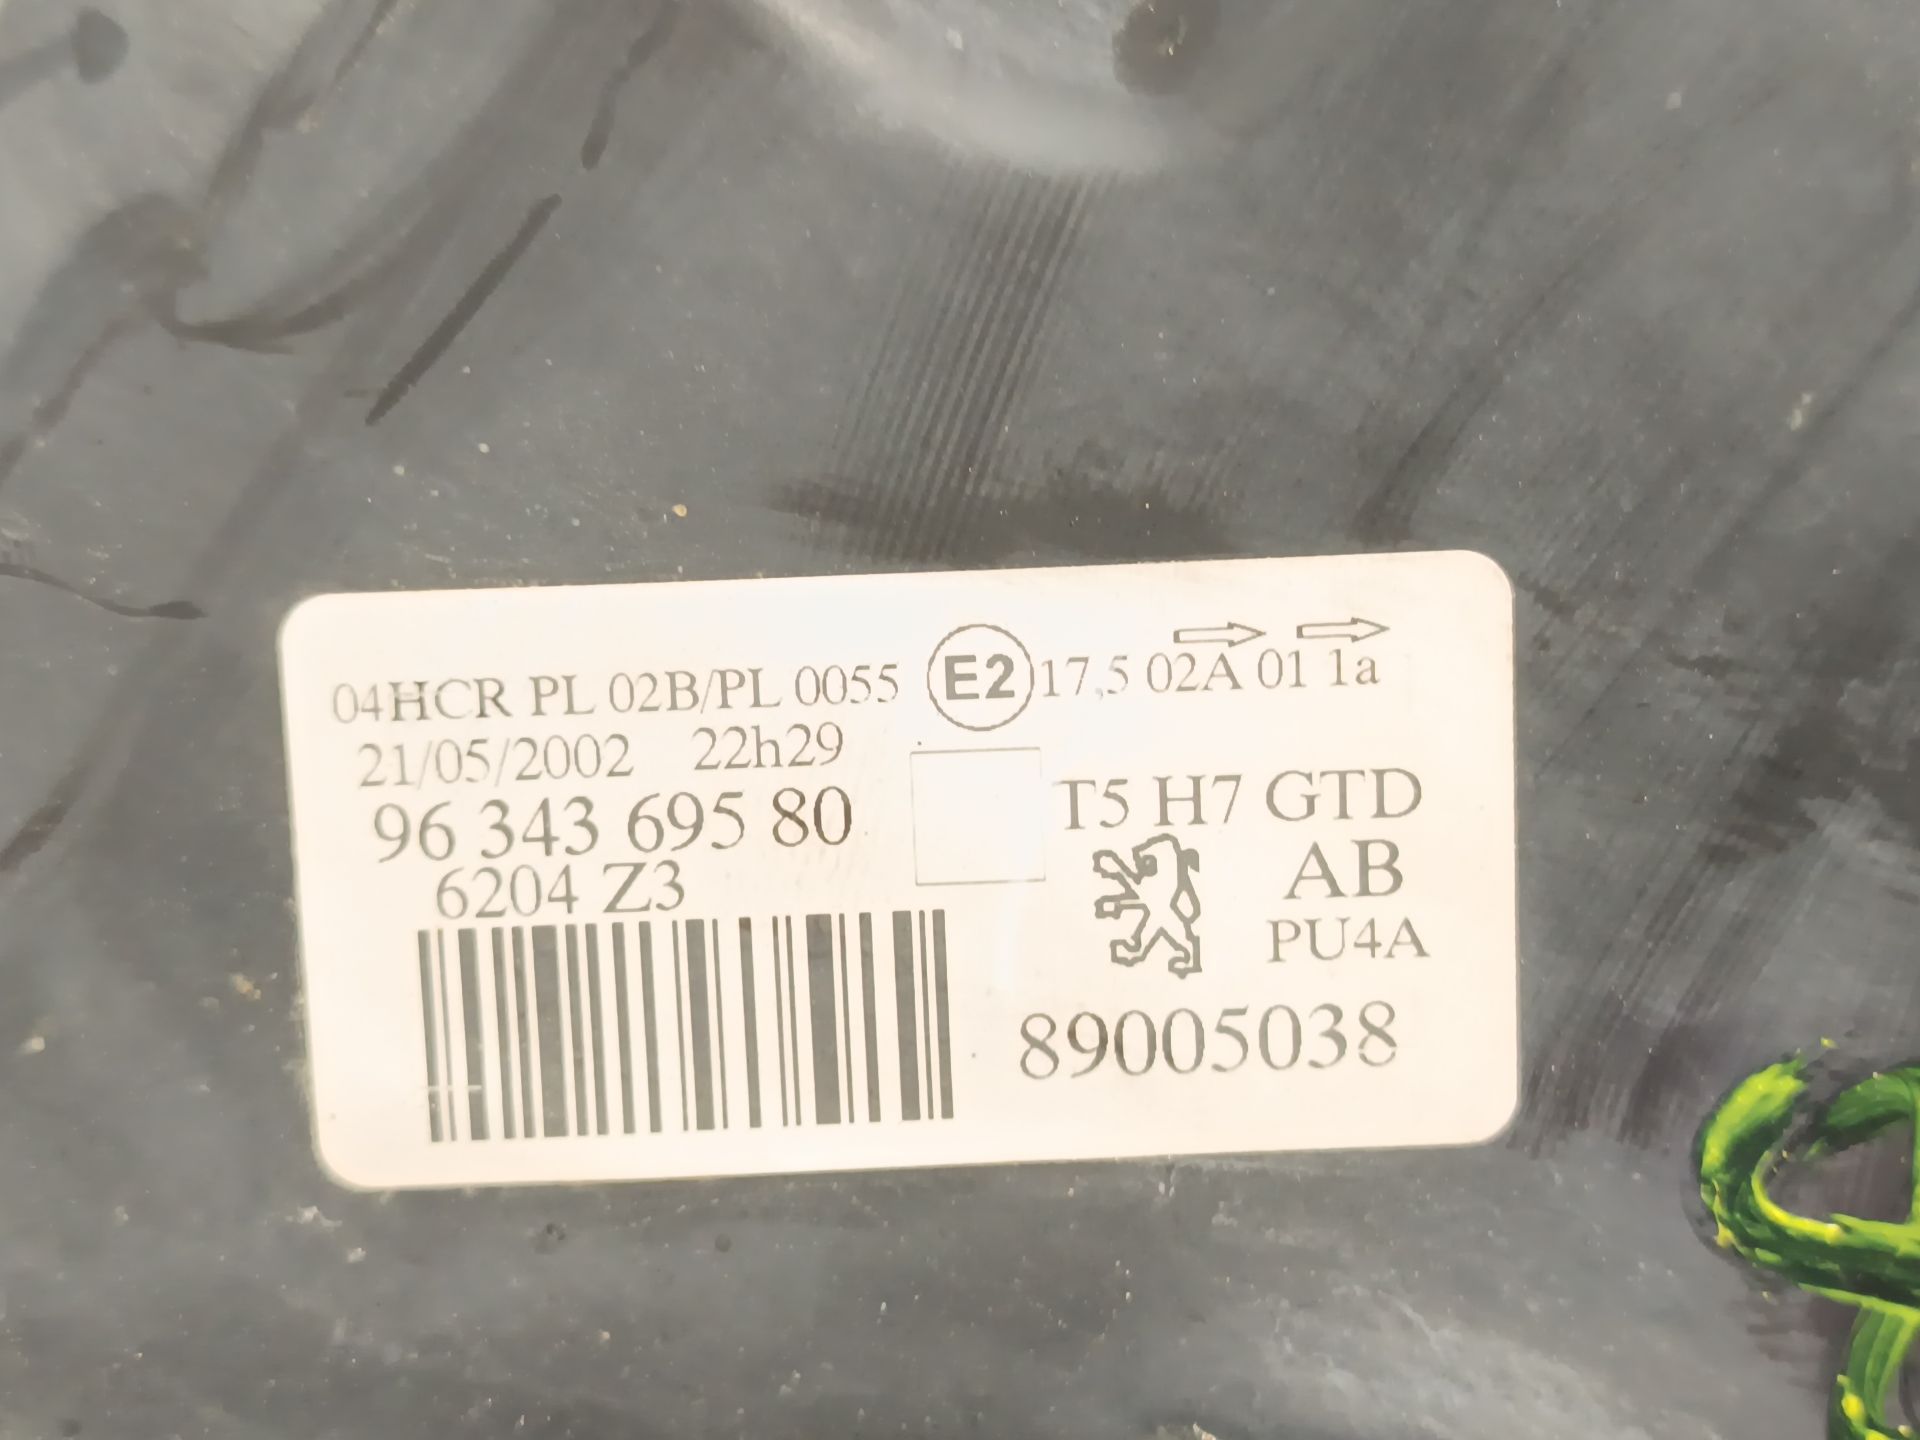 04HCR PL 02B/PL 0055 E2 17,5 02A 01 1a
21/05/2002 22h29
96 343 695 80
T5 H7 GTD
6204 Z3
AB
PU4A
89005038